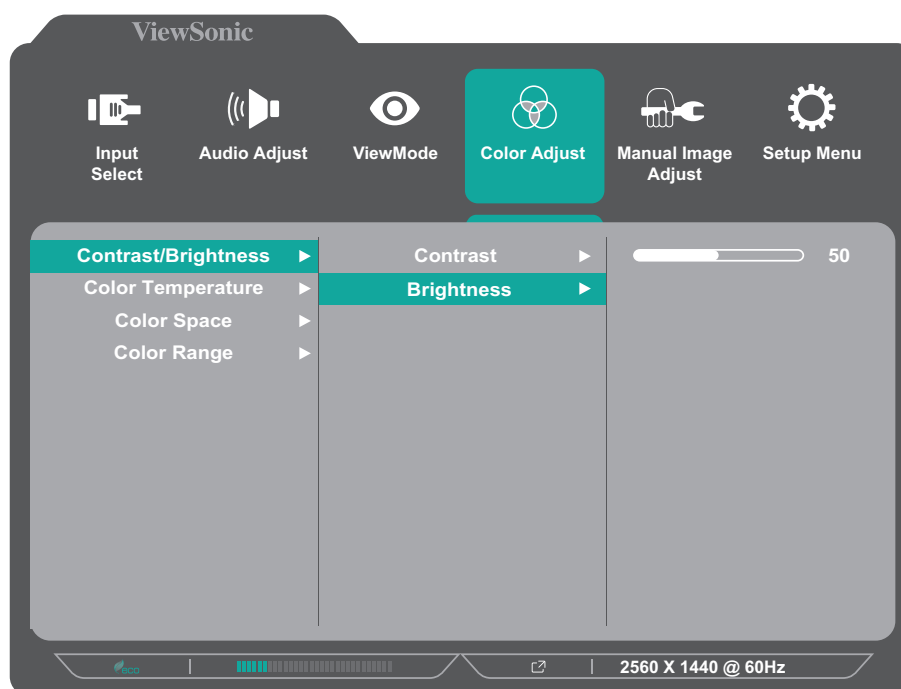 ViewSonic
Input
Select
Audio Adjust
ViewMode
Color Adjust
Manual Image
Adjust
Setup Menu
Contrast/Brightness
Color Temperature
Color Space
Color Range
Contrast
Brightness
50
eco
2560 X 1440 @ 60Hz